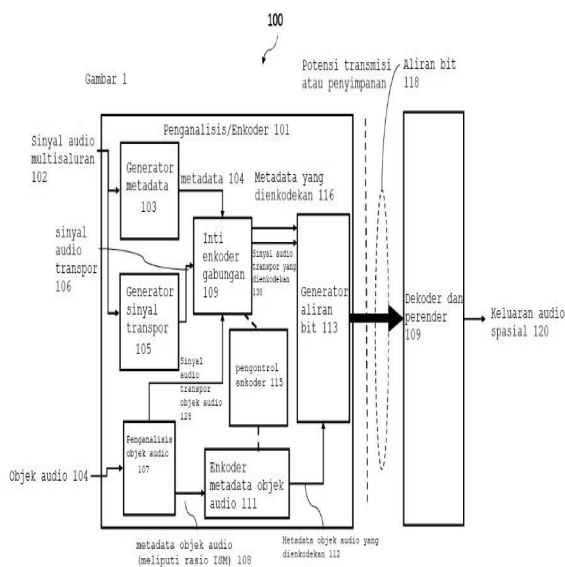 100
Gambar 1
Potensi transmisi
atau penyimpanan
Aliran bit
118
Penganalisis/Enkoder 101
Sinyal audio
multisaluran
102
Generator
metadata
103
metadata 104
Metadata yang
dienkodekan 116
sinyal
audio
transpor
106
Inti
enkoder
gabungan
109
Sinyal audio
transpor yang
dienkodekan
138
Generator
aliran
bit 113
Dekoder dan
perender
109
Keluaran audio
spasial 120
Generator
sinyal
transpor
105
Sinyal
audio
transpor
objek audio
128
pengontrol
enkoder 115
Penganalisis
objek audio
107
Objek audio 104
Enkoder
metadata objek
audio 111
metadata objek audio
(meliputi rasio ISM) 108
Metadata objek audio yang
dienkodekan 112